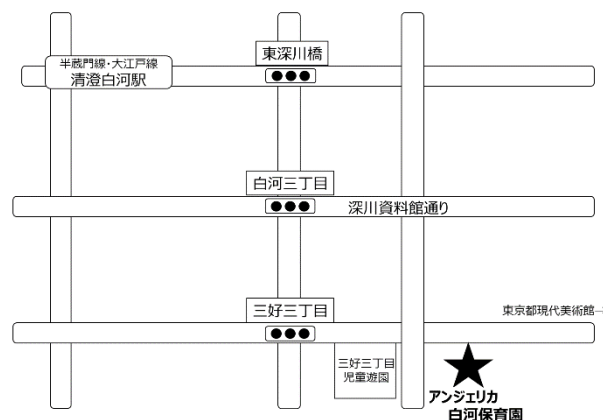 東深川橋
半蔵門線・大江戸線
清澄白河駅
白河三丁目
深川資料館通り
三好三丁目
東京都現代美術館→
三好三丁目
児童遊園
アンジェリカ
白河保育園